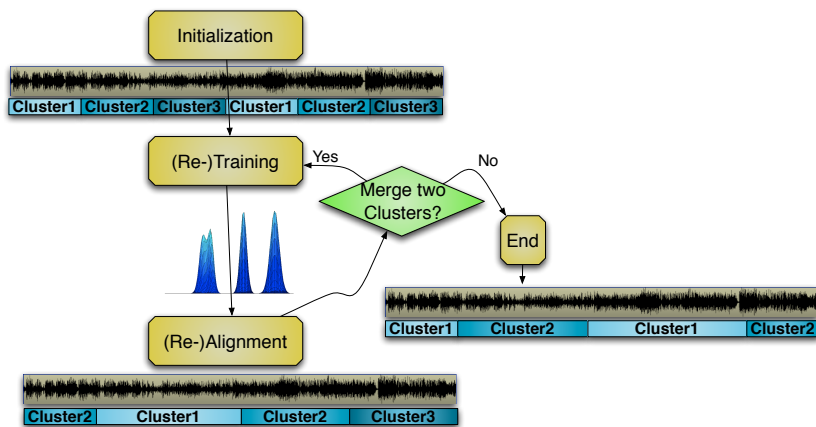 Initialization
Cluster1 Cluster2 Cluster3 Cluster1 Cluster2 Cluster3
(Re-)Training
Yes
No
Merge two
Clusters?
End
(Re-)Alignment
Cluster1 Cluster2 Cluster1 Cluster2
Cluster2 Cluster1 Cluster2 Cluster3